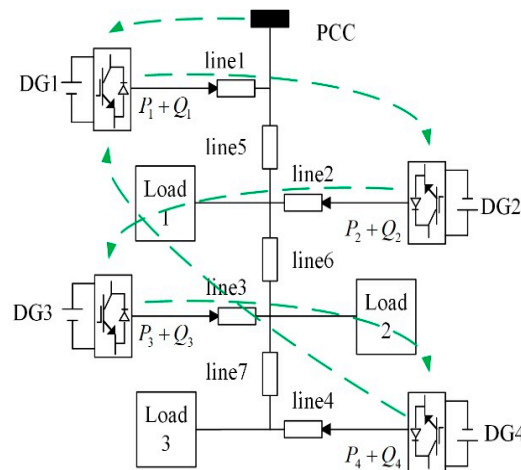 PCC
line1
DG1
P₁+Q₁
line5
line2
Load
1
P₂+Q₂
DG2
line6
line3
Load
2
DG3
P₃+Q₃
line7
line4
Load
3
P₄+Q₄
DG4